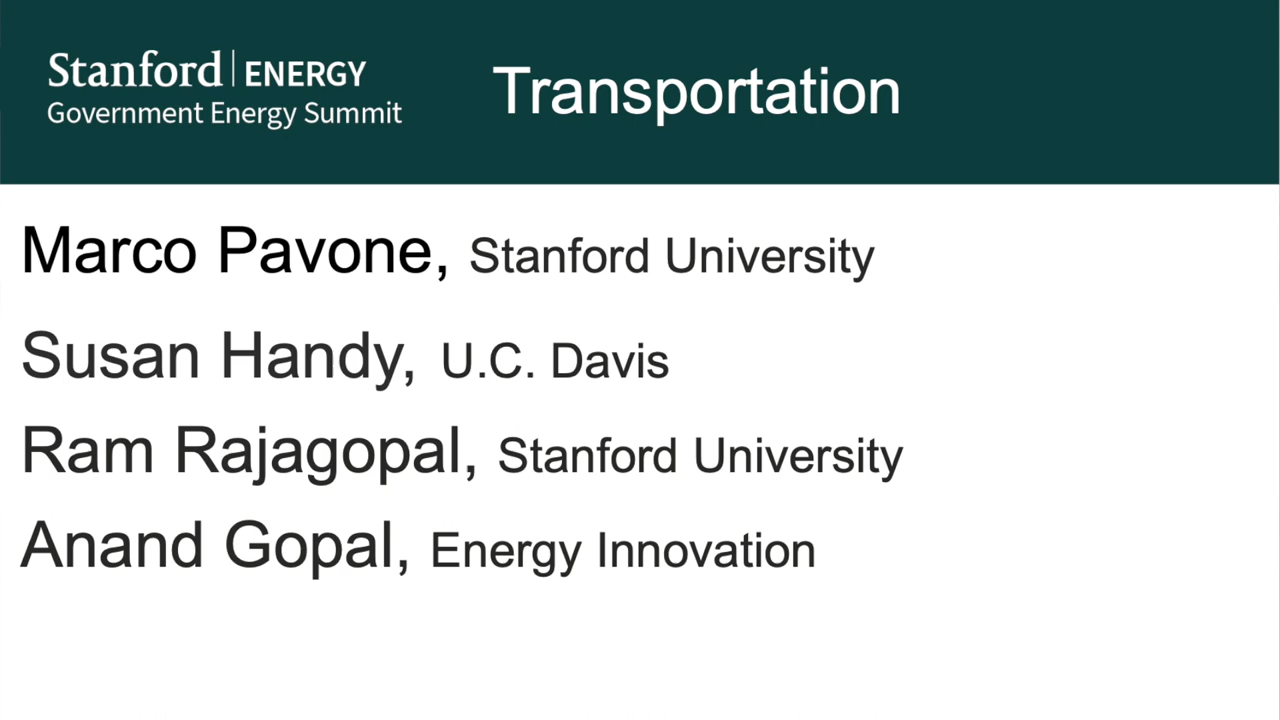 Stanford | ENERGY
Government Energy Summit
Transportation
Marco Pavone, Stanford University
Susan Handy, U.C. Davis
Ram Rajagopal, Stanford University
Anand Gopal, Energy Innovation